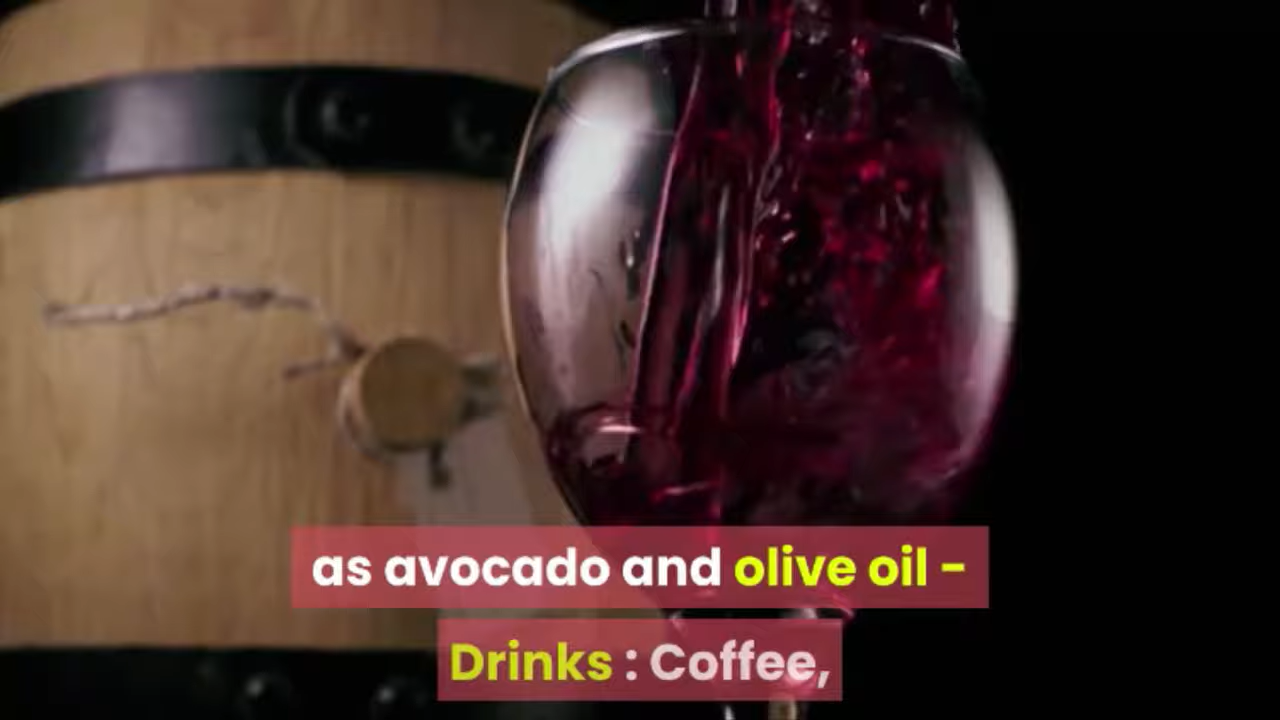 as avocado and olive oil -
Drinks : Coffee,